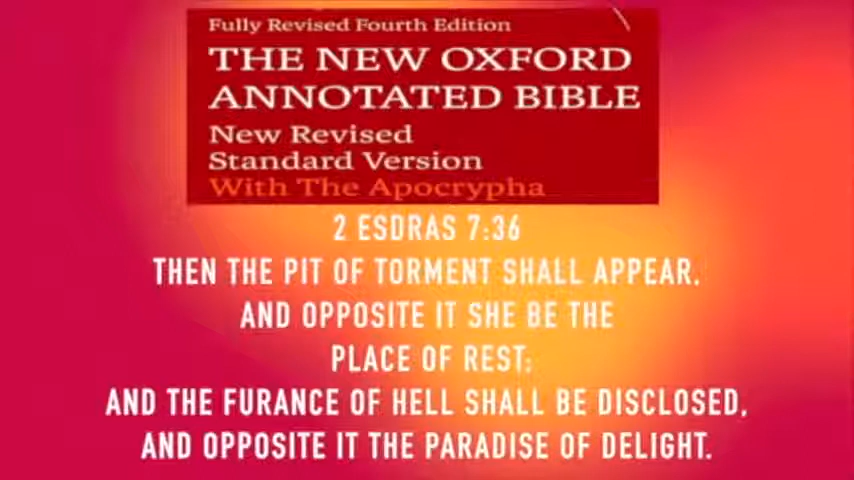 Fully Revised Fourth Edition
THE NEW OXFORD
ANNOTATED BIBLE
New Revised
Standard Version
With The Apocrypha
2 ESDRAS 7:36
THEN THE PIT OF TORMENT SHALL APPEAR,
AND OPPOSITE IT SHE BE THE
PLACE OF REST;
AND THE FURANCE OF HELL SHALL BE DISCLOSED,
AND OPPOSITE IT THE PARADISE OF DELIGHT.